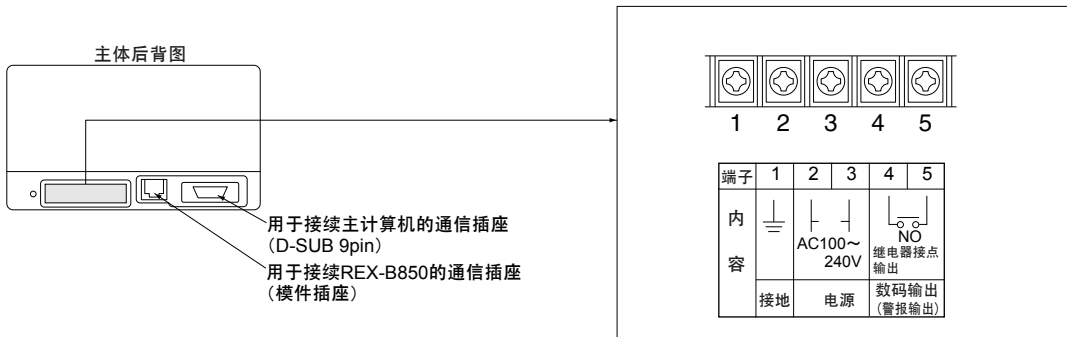 主体后背图
用于接续主计算机的通信插座
(D-SUB 9pin)
用于接续REX-B850的通信插座
(模件插座)
1 2 3 4 5
端子 1 2 3 4 5
内容
AC100～
240V
NO
继电器接点
输出
接地 电源 数码输出
(警报输出)